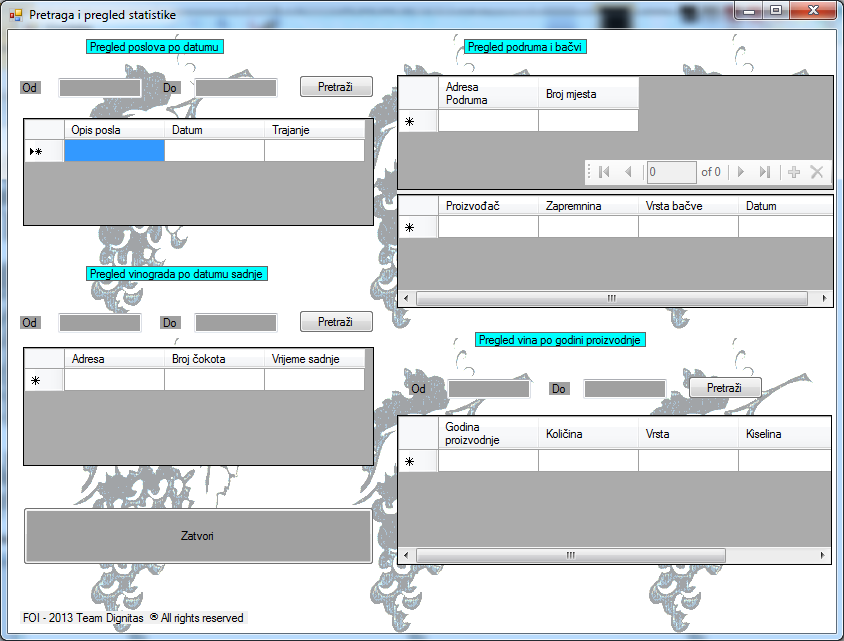 Pretraga i pregled statistike
Pregled poslova po datumu
Od
Do
Pretraži
Opis posla Datum Trajanje
Pregled vinograda po datumu sadnje
Od
Do
Pretraži
Adresa Broj čokota Vrijeme sadnje
Zatvori
FOI - 2013 Team Dignitas ® All rights reserved
Pregled podruma i bačvi
Adresa
Podruma
Broj mjesta
0 of 0
Proizvođač Zapremnina Vrsta bačve Datum
Pregled vina po godini proizvodnje
Od
Do
Pretraži
Godina
proizvodnje
Količina Vrsta Kiselina